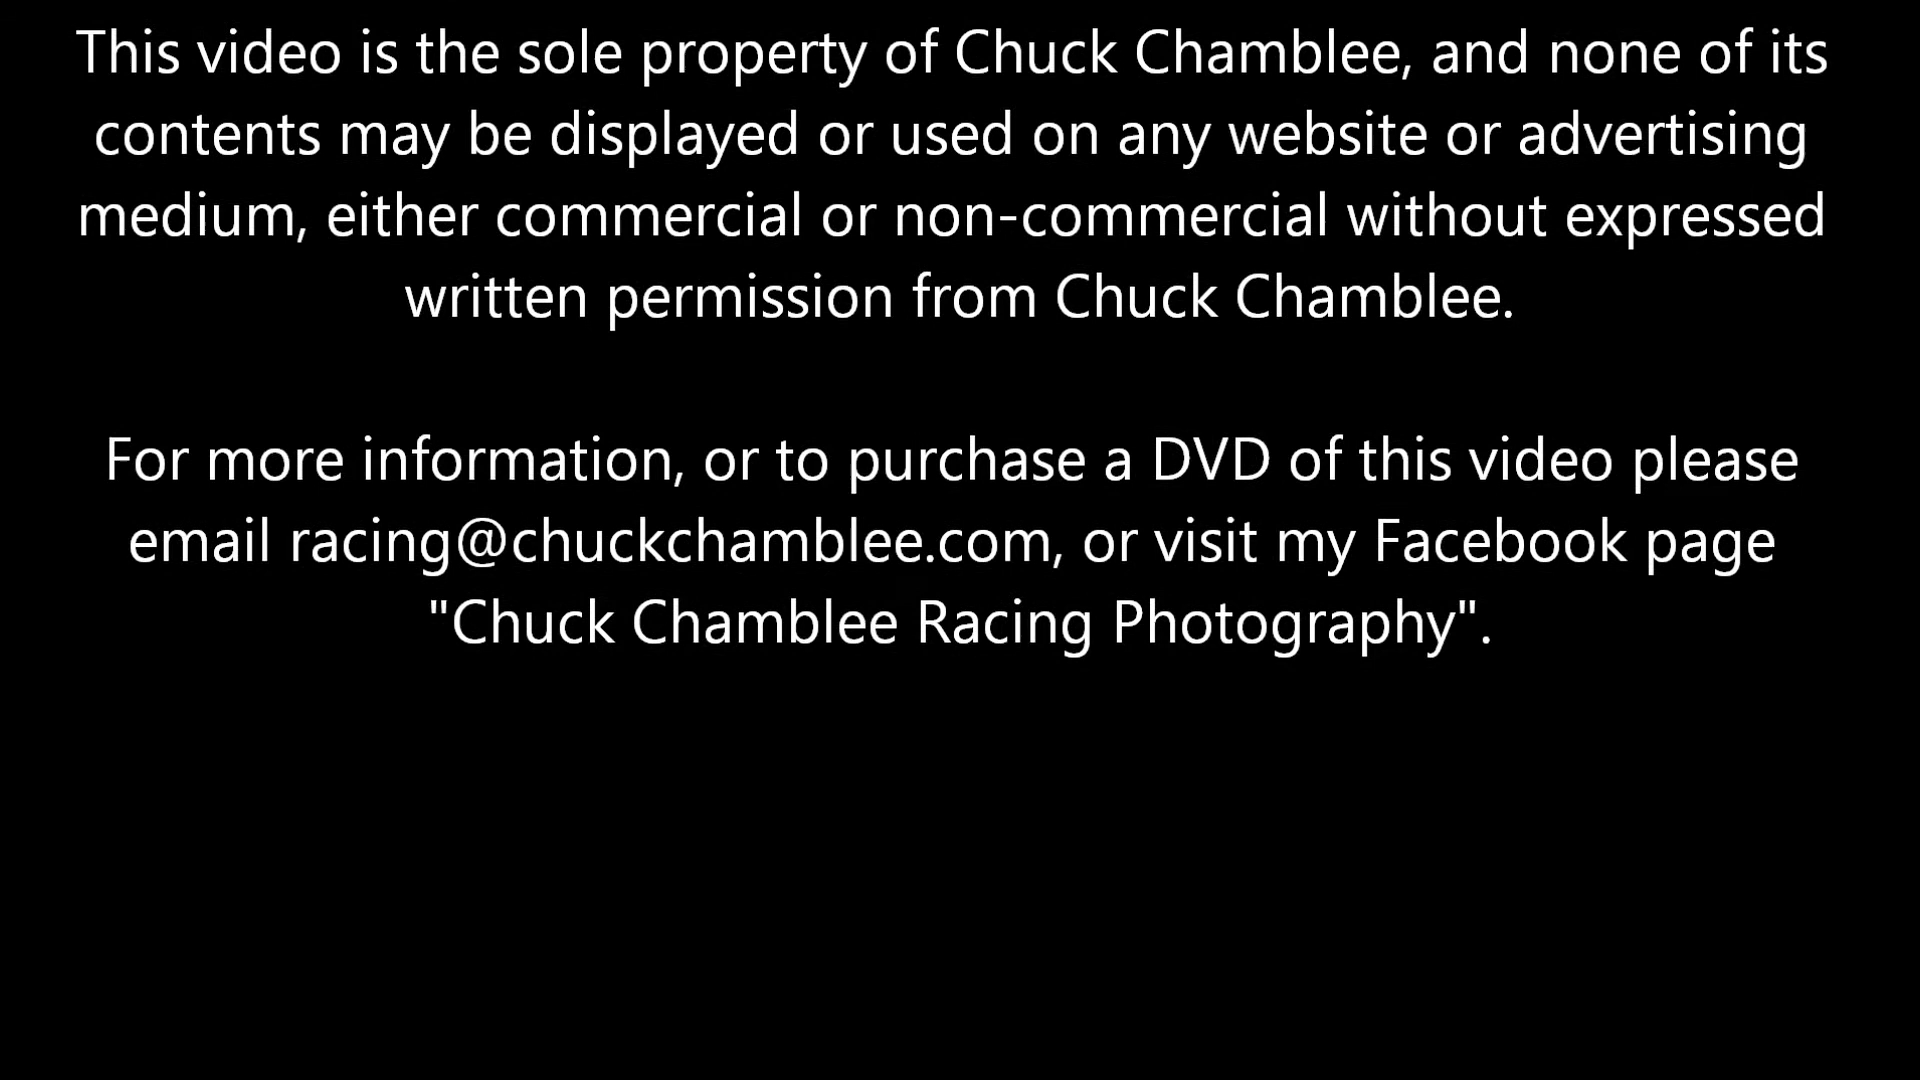 This video is the sole property of Chuck Chamblee, and none of its
contents may be displayed or used on any website or advertising
medium, either commercial or non-commercial without expressed
written permission from Chuck Chamblee.
For more information, or to purchase a DVD of this video please
email racing@chuckchamblee.com, or visit my Facebook page
"Chuck Chamblee Racing Photography".